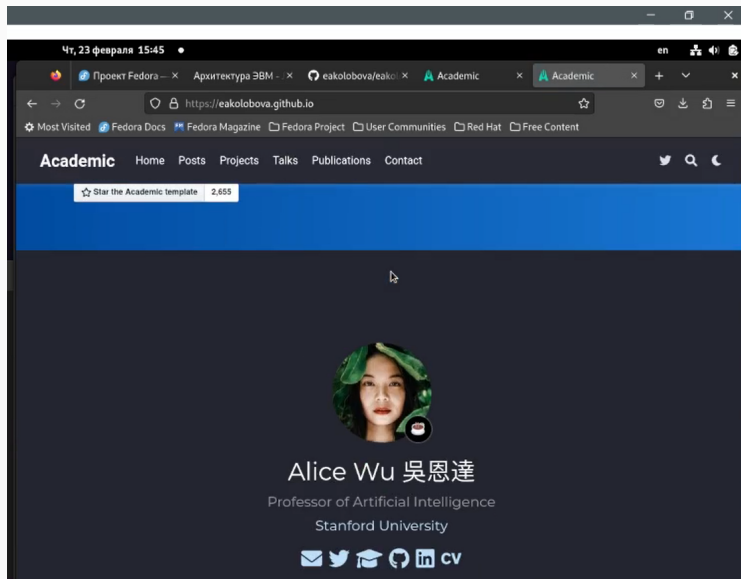 Чт, 23 февраля 15:45
en
Проект Fedora —
Архитектура ЭВМ -
eakolobova/eakol
Academic
Academic
https://eakolobova.github.io
Most Visited Fedora Docs Fedora Magazine Fedora Project User Communities Red Hat Free Content
Academic Home Posts Projects Talks Publications Contact
Star the Academic template 2,655
Alice Wu 吳恩達
Professor of Artificial Intelligence
Stanford University
CV